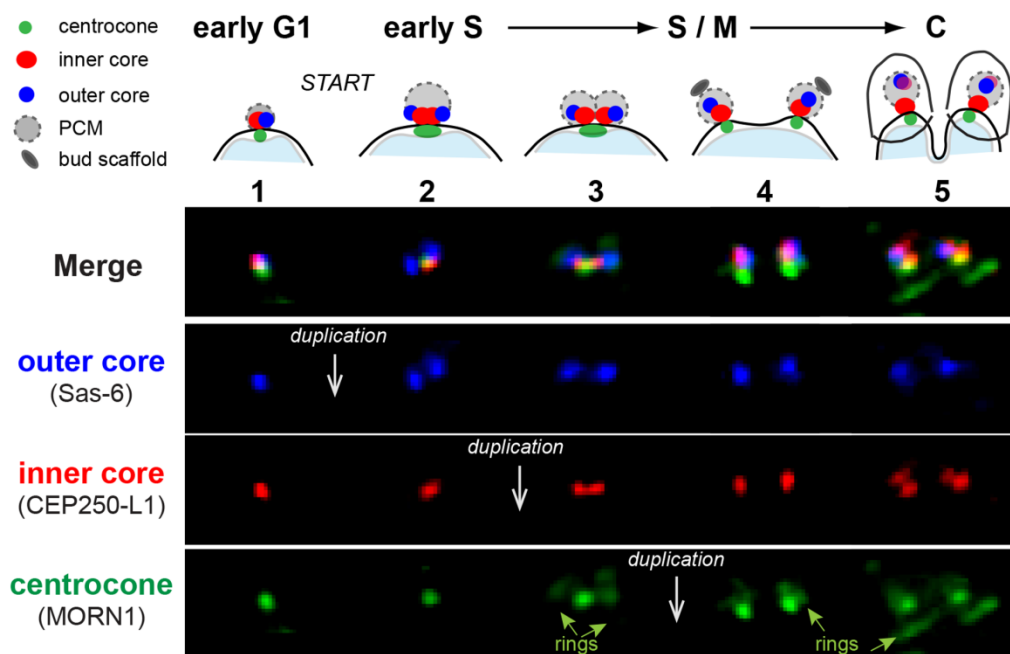 early G1 early S S / M C
centrocone
inner core
outer core
PCM
bud scaffold
START
1 2 3 4 5
Merge
outer core
(Sas-6)
duplication
inner core
(CEP250-L1)
duplication
centrocone
(MORN1)
duplication
rings rings